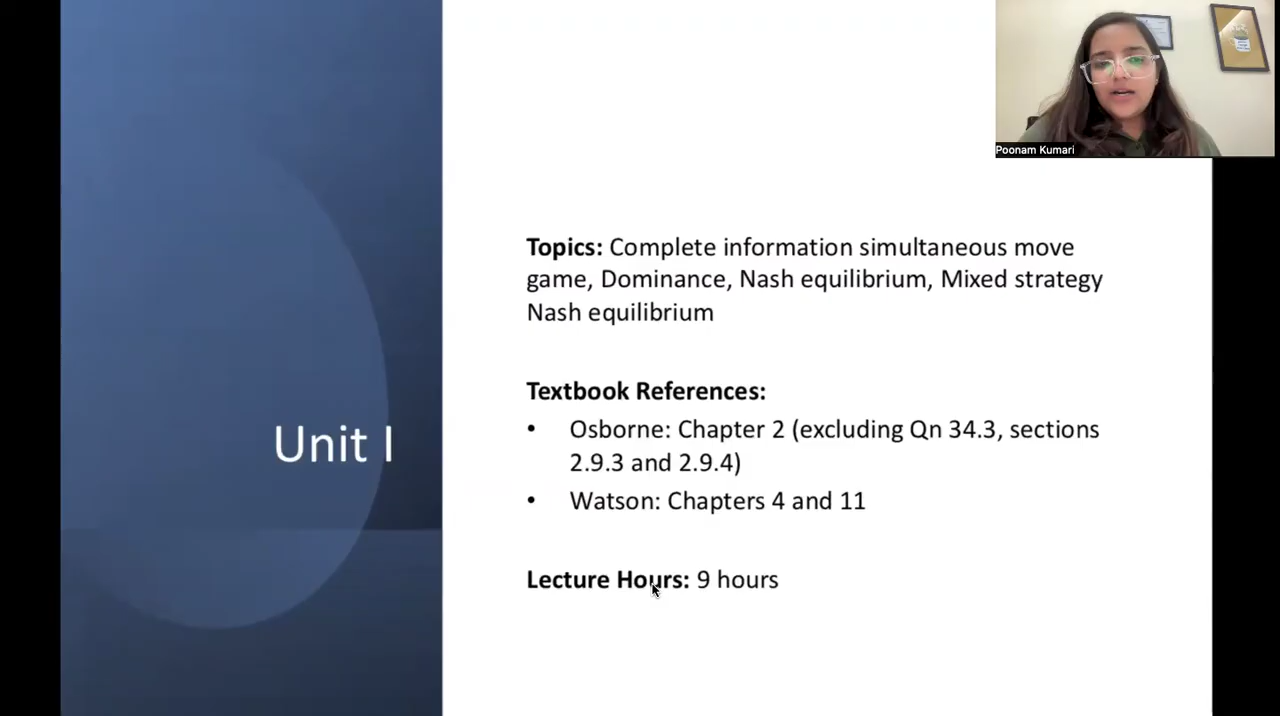 Poonam Kumari
Topics: Complete information simultaneous move
game, Dominance, Nash equilibrium, Mixed strategy
Nash equilibrium
Textbook References:
• Osborne: Chapter 2 (excluding Qn 34.3, sections
2.9.3 and 2.9.4)
• Watson: Chapters 4 and 11
Lecture Hours: 9 hours
Unit I